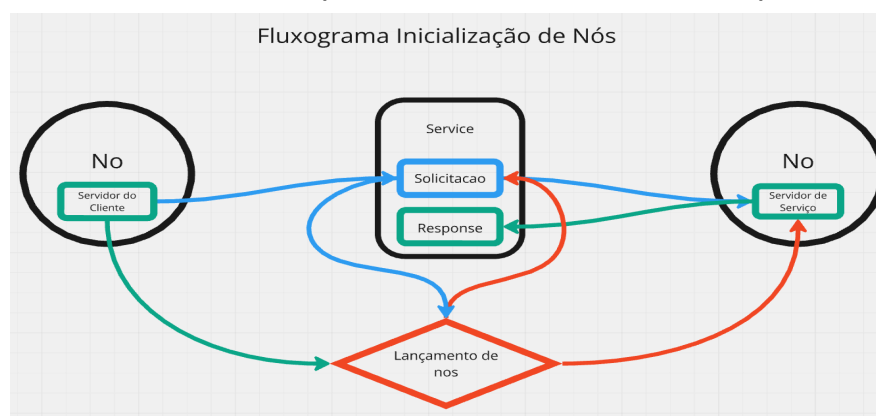 Fluxograma Inicialização de Nós
Service
No
Servidor do
Cliente
Solicitacao
Response
No
Servidor de
Serviço
Lançamento de
nos